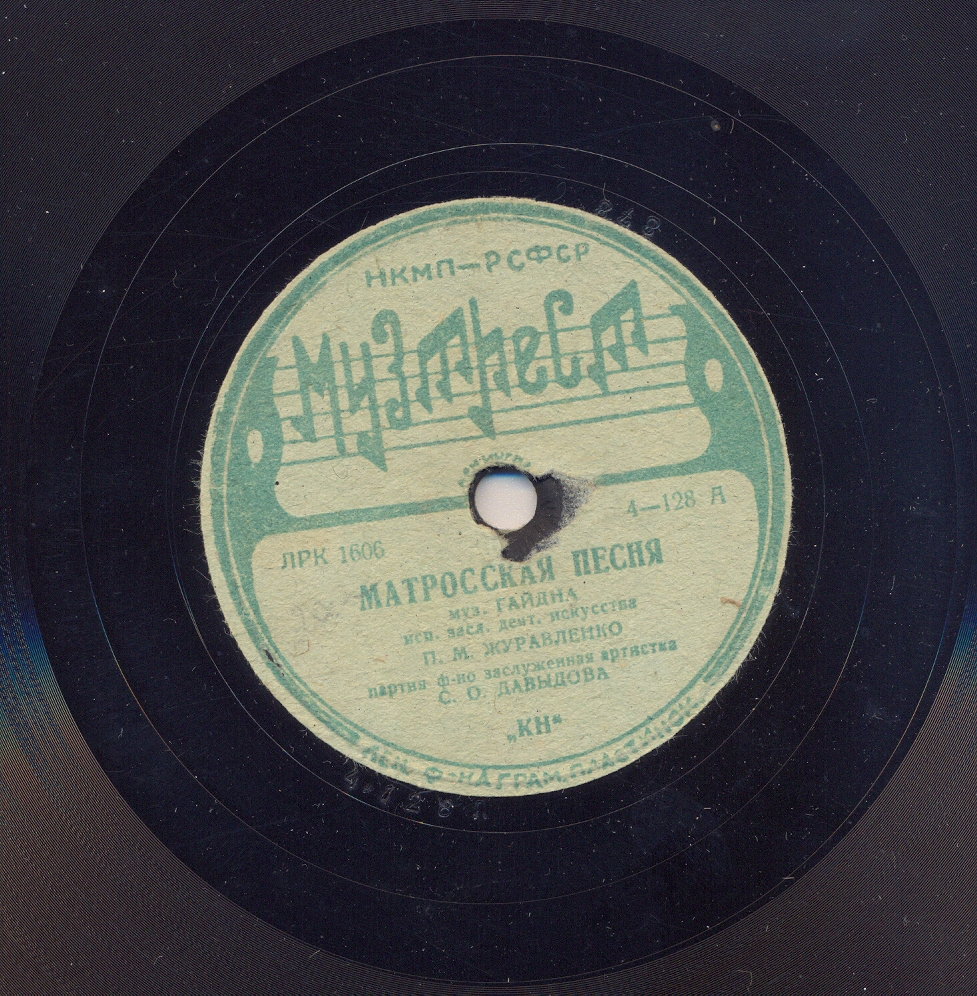 НКМП—РСФСР
Музтрест
4—128 А
ЛРК 1606
МАТРОССКАЯ ПЕСНЯ
муз. ГАЙДНА
исп. засл. деят. искусства
П. М. ЖУРАВЛЕНКО
партия ф-но заслуженная артистка
С. О. ДАВЫДОВА
„КН“
ЛЕН. Ф-КА ГРАМ. ПЛАСТИНОК